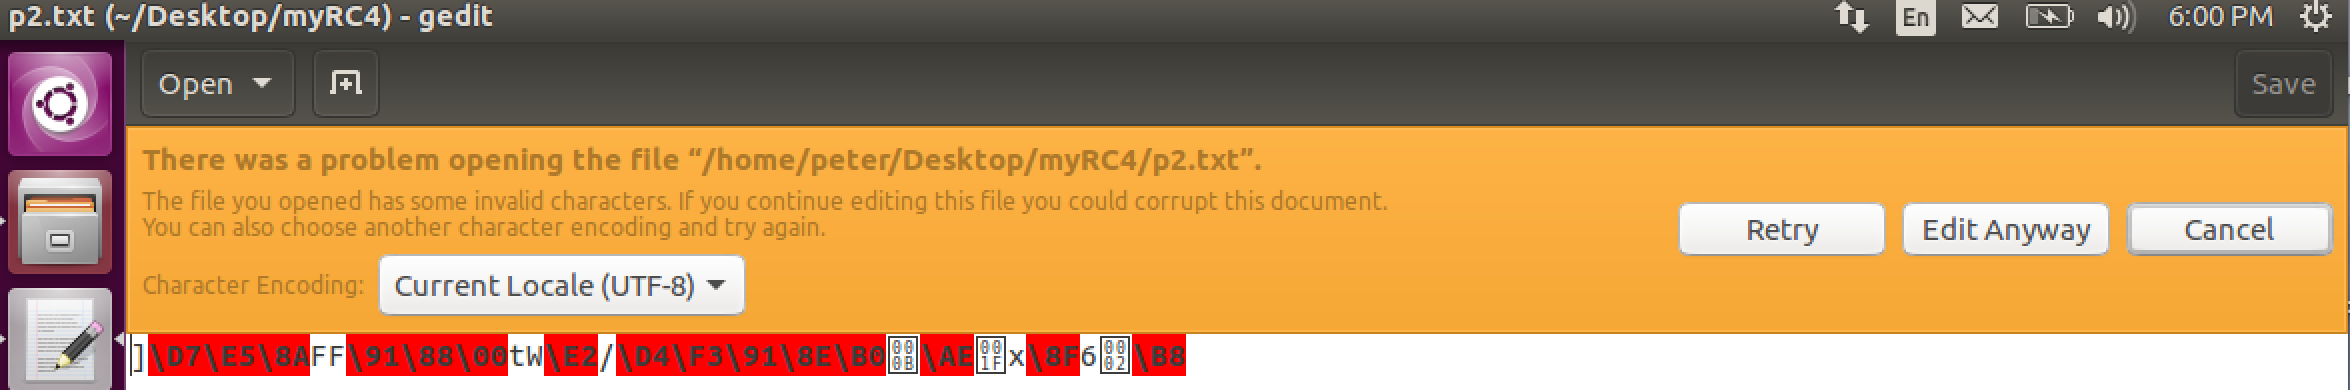 p2.txt (~/Desktop/myRC4) - gedit En 6:00 PM
Open Save
There was a problem opening the file “/home/peter/Desktop/myRC4/p2.txt”.
The file you opened has some invalid characters. If you continue editing this file you could corrupt this document.
You can also choose another character encoding and try again.
Retry Edit Anyway Cancel
Character Encoding: Current Locale (UTF-8)
]\D7\E5\8AFF\91\88\00tW\E2/\D4\F3\91\8E\B0 000B \AE 001F x\8F6 0002 \B8